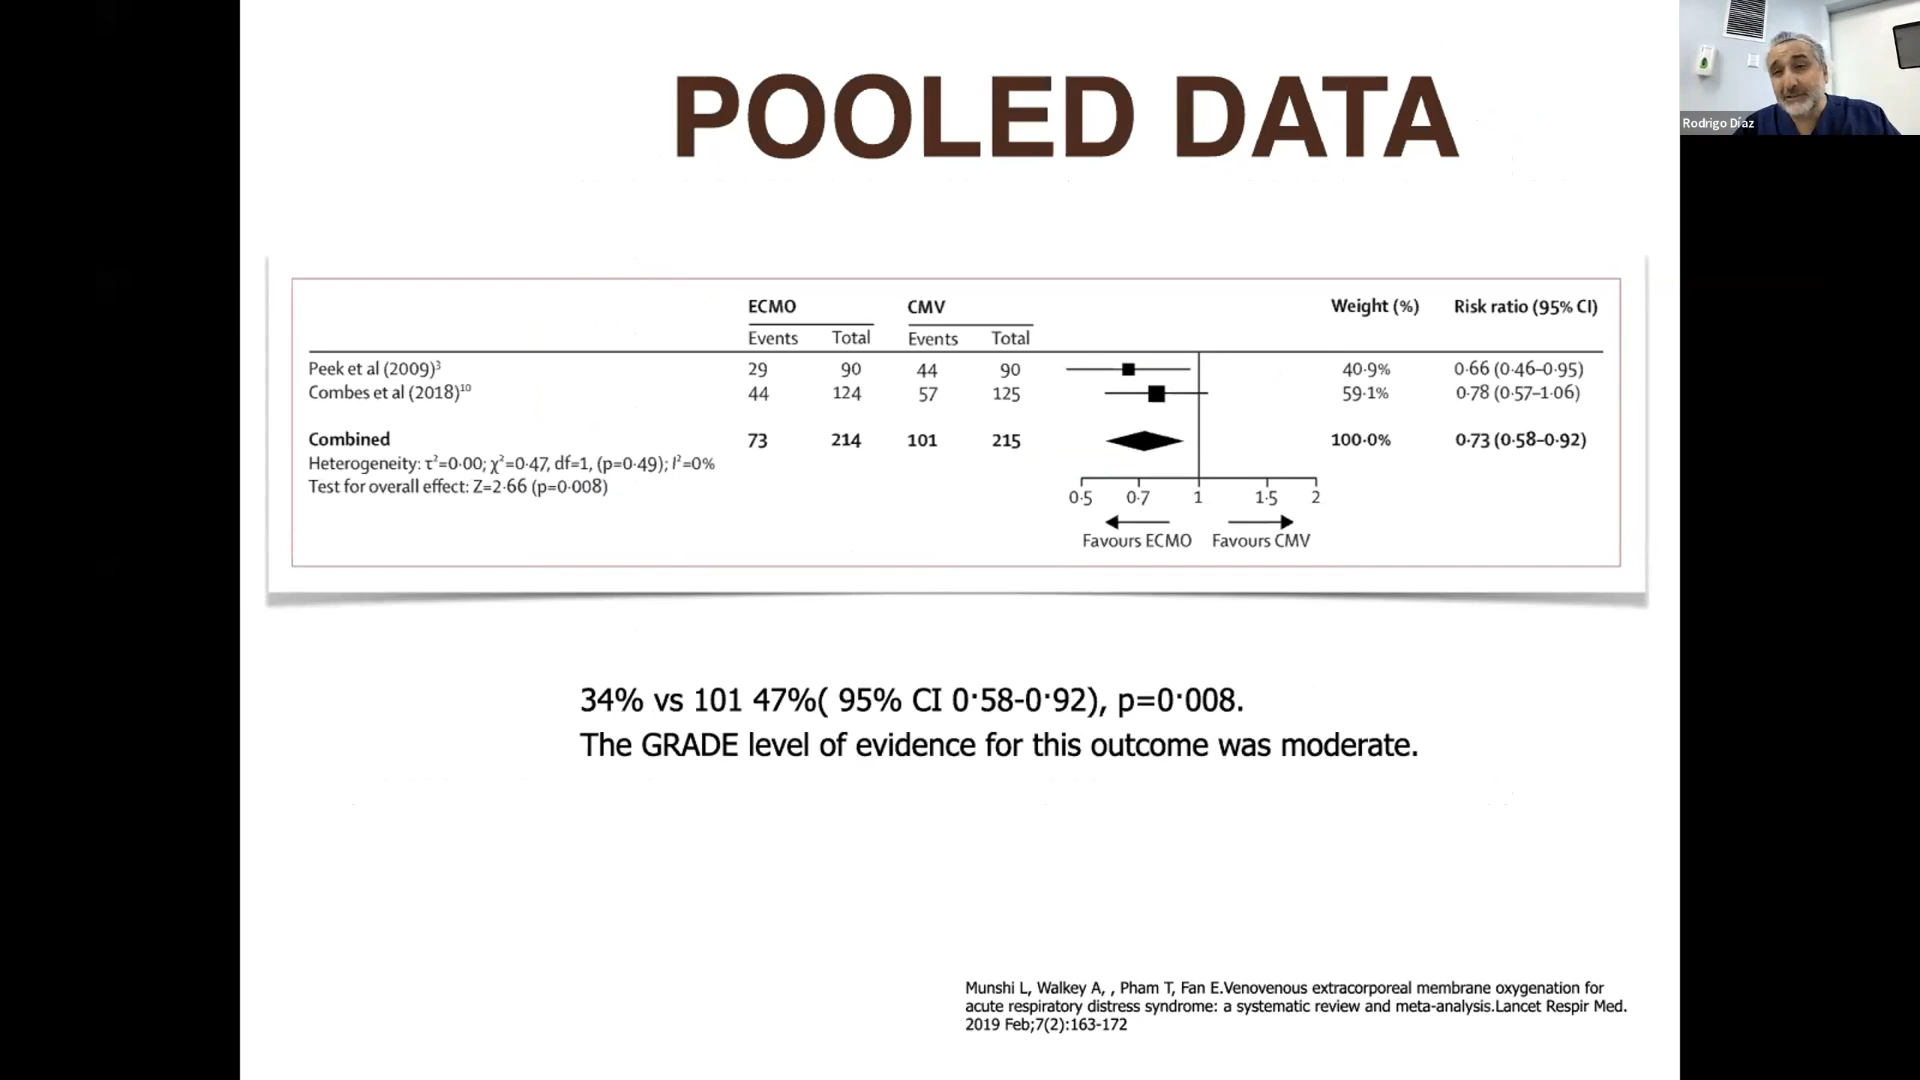 POOLED DATA
Rodrigo Díaz
ECMO CMV Weight (%) Risk ratio (95% CI)
Events Total Events Total
Peek et al (2009)³ 29 90 44 90 40·9% 0·66 (0·46–0·95)
Combes et al (2018)¹⁰ 44 124 57 125 59·1% 0·78 (0·57–1·06)
Combined 73 214 101 215 100·0% 0·73 (0·58–0·92)
Heterogeneity: τ²=0·00; χ²=0·47, df=1, (p=0·49); I²=0%
Test for overall effect: Z=2·66 (p=0·008)
0·5 0·7 1 1·5 2
Favours ECMO Favours CMV
34% vs 101 47%( 95% CI 0·58-0·92), p=0·008.
The GRADE level of evidence for this outcome was moderate.
Munshi L, Walkey A, , Pham T, Fan E.Venovenous extracorporeal membrane oxygenation for
acute respiratory distress syndrome: a systematic review and meta-analysis.Lancet Respir Med.
2019 Feb;7(2):163-172